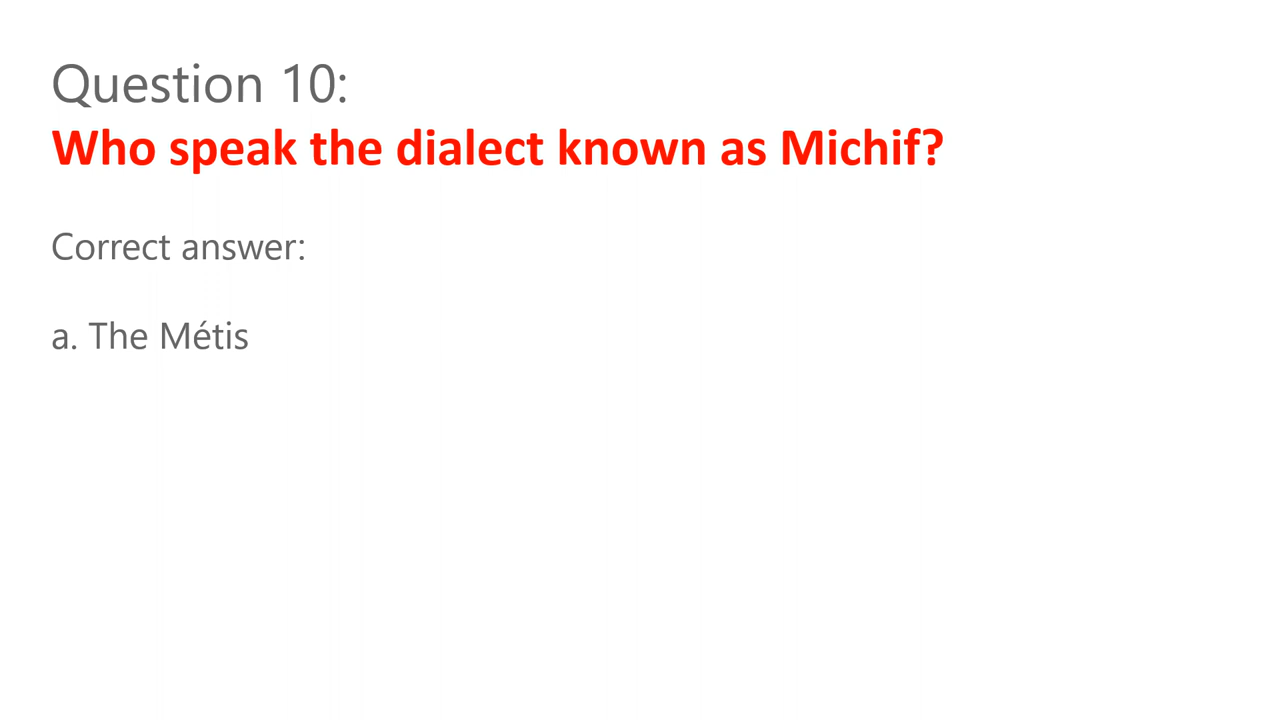 Question 10:
Who speak the dialect known as Michif?
Correct answer:
a. The Métis